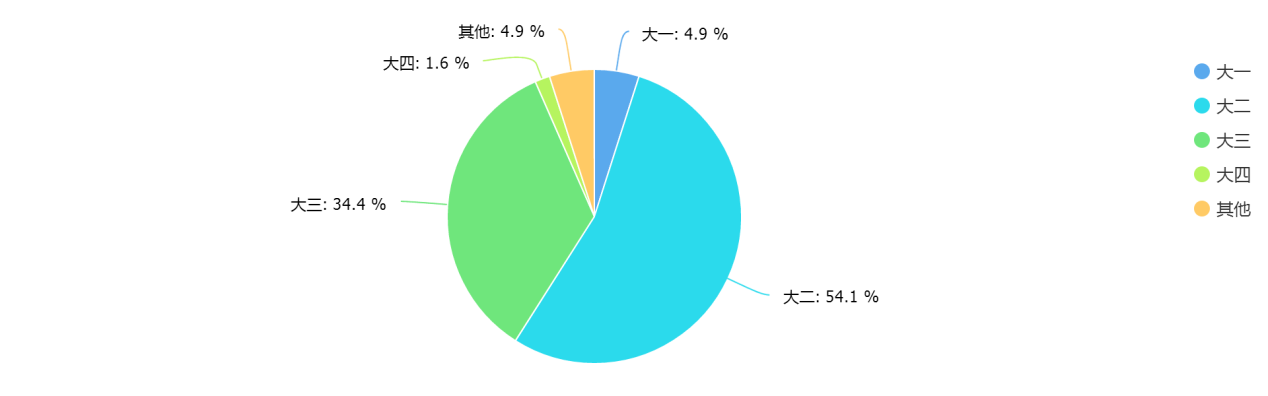 其他: 4.9 %
大一: 4.9 %
大四: 1.6 %
大三: 34.4 %
大二: 54.1 %
大一
大二
大三
大四
其他